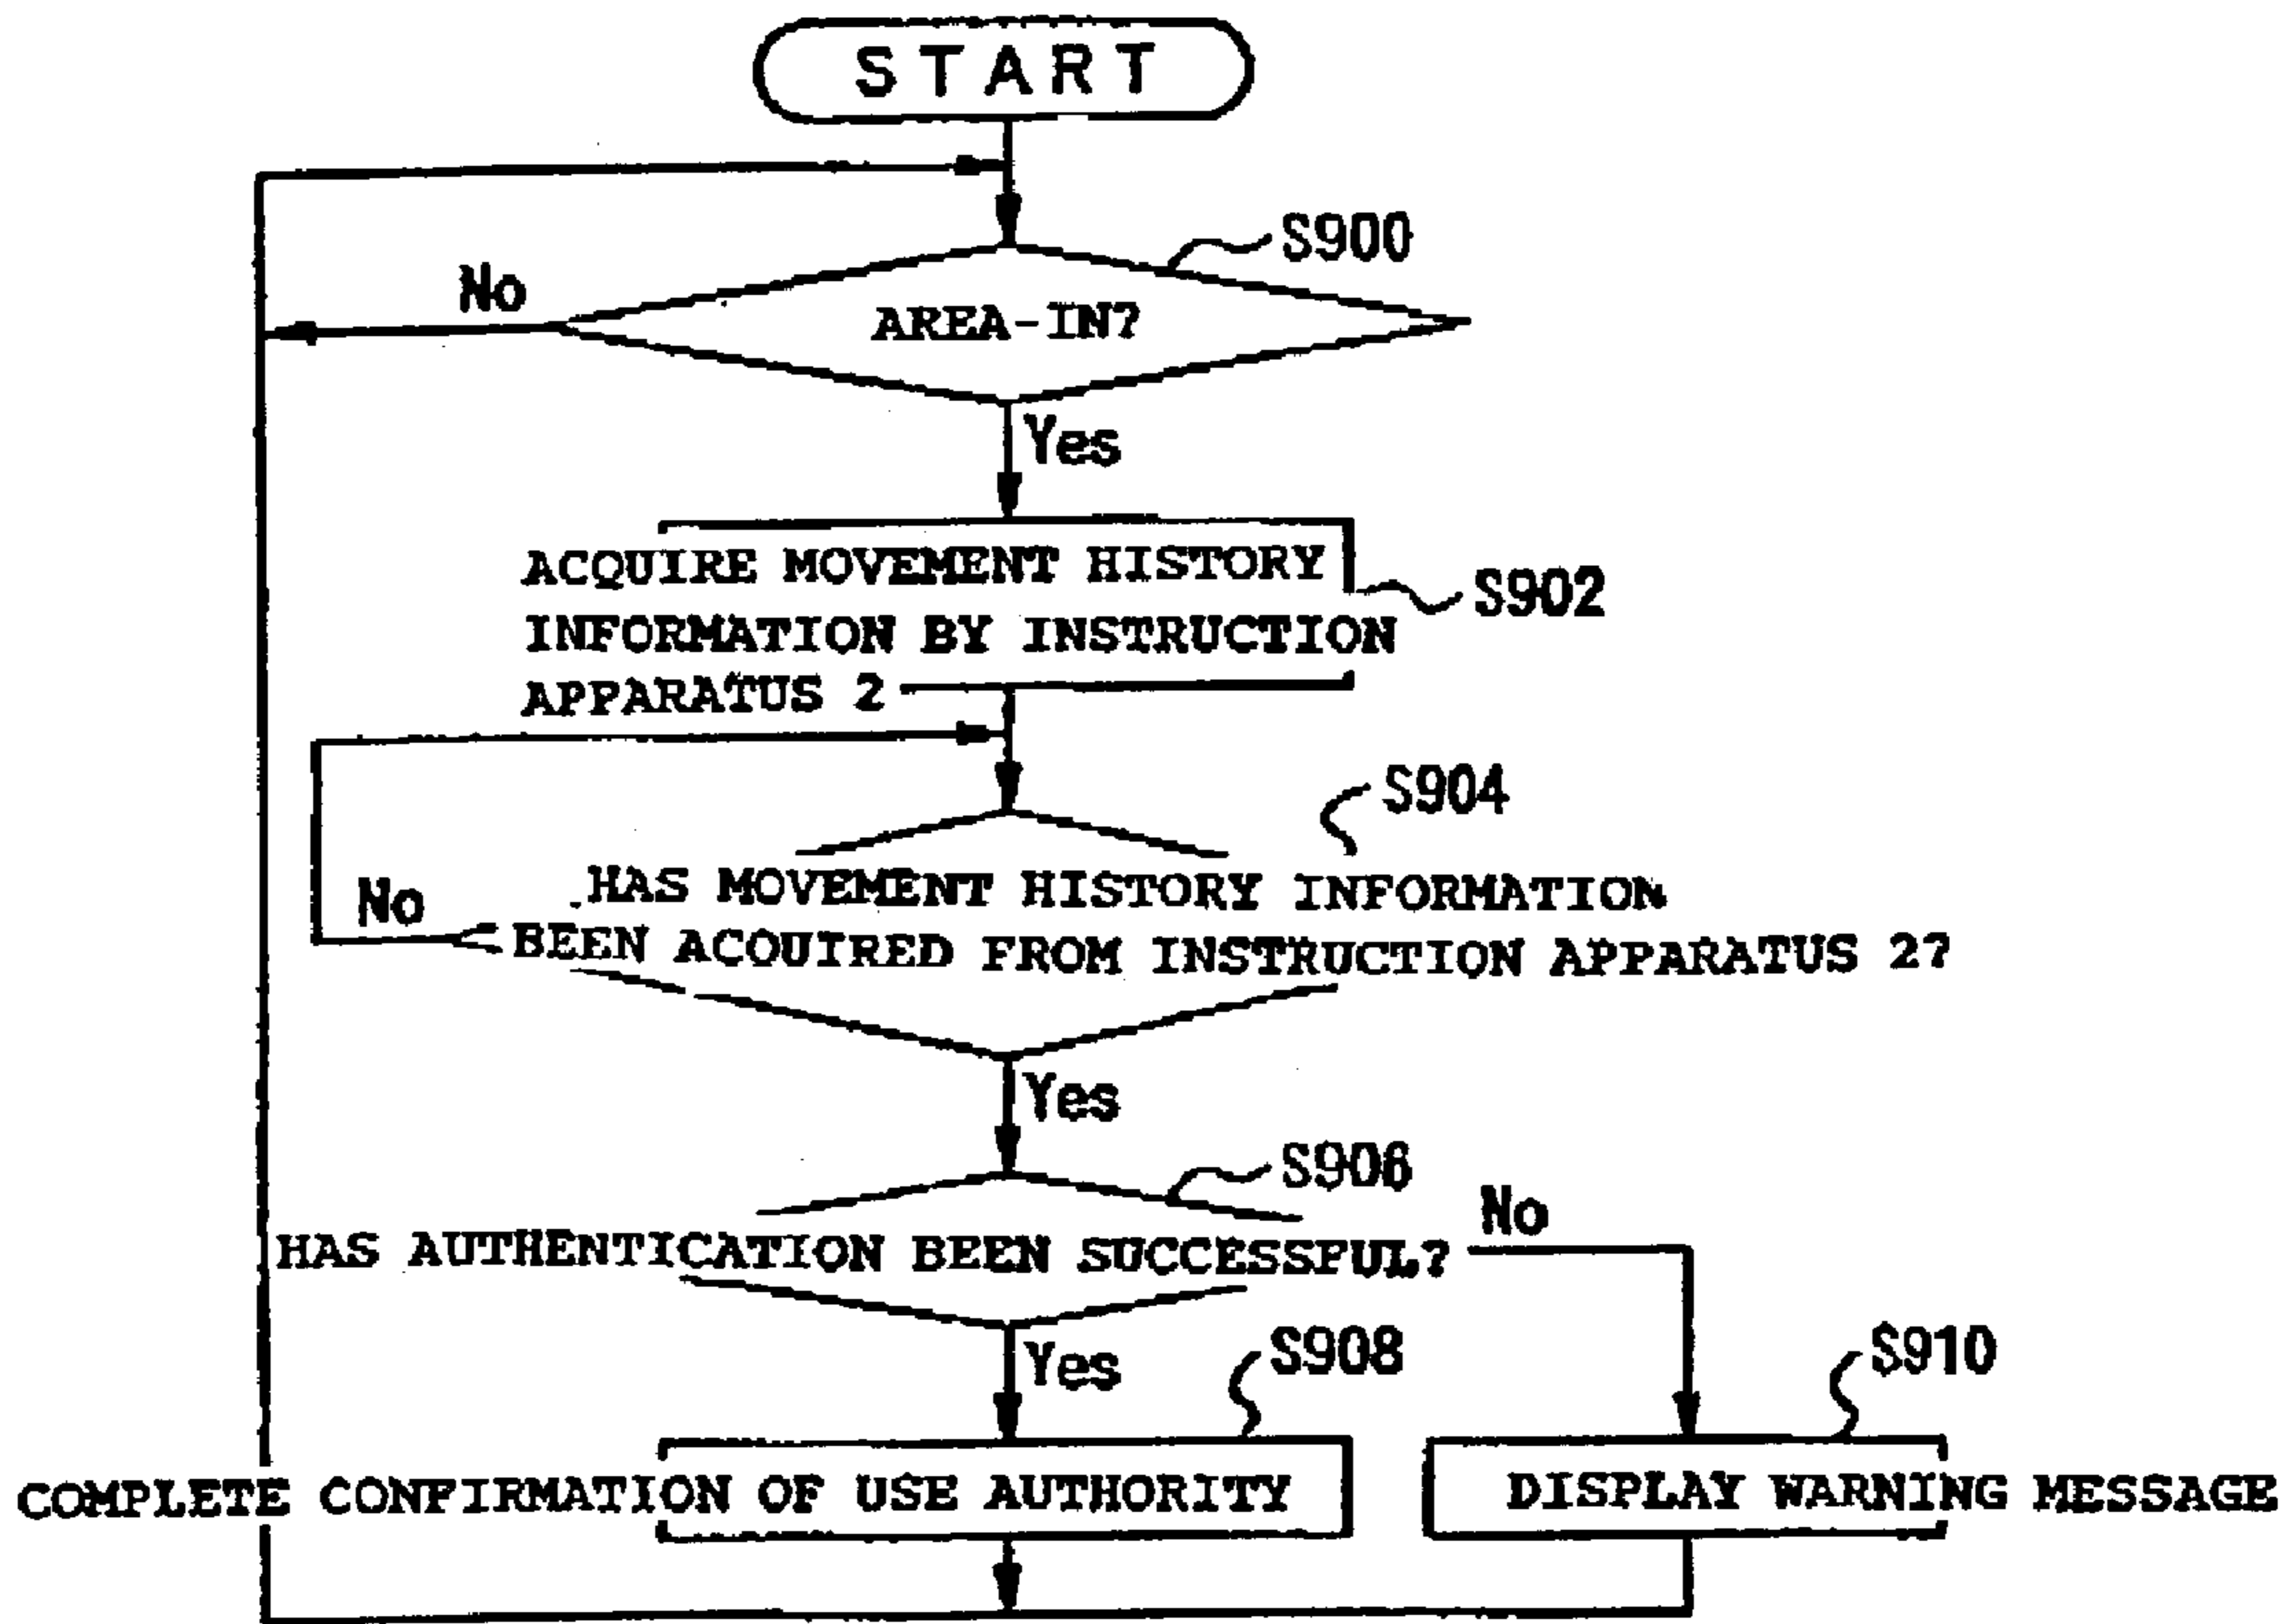 START
S900
No
AREA-IN?
Yes
ACQUIRE MOVEMENT HISTORY
INFORMATION BY INSTRUCTION
APPARATUS 2
S902
S904
No
HAS MOVEMENT HISTORY INFORMATION
BEEN ACQUIRED FROM INSTRUCTION APPARATUS 2?
Yes
S906
HAS AUTHENTICATION BEEN SUCCESSFUL?
No
Yes
S908
S910
COMPLETE CONFIRMATION OF USE AUTHORITY
DISPLAY WARNING MESSAGE